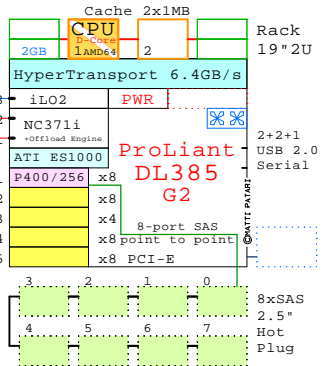 Cache 2x1MB
CPU
D-Core
1 AMD64
2
2GB
Rack
19"2U
HyperTransport 6.4GB/s
iLO2
PWR
NC371i
+Offload Engine
ATI ES1000
P400/256
x8
x8
x4
x8
x8 PCI-E
ProLiant
DL385
G2
2+2+1
USB 2.0
Serial
8-port SAS
point to point
©MATTI PATARI
3
2
1
0
4
5
6
7
8xSAS
2.5"
Hot
Plug